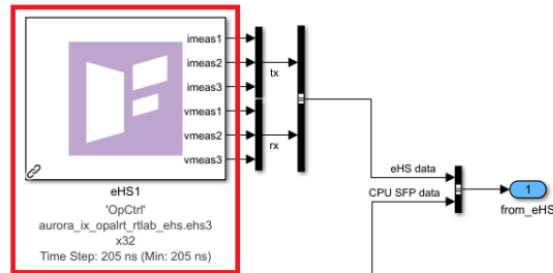 imeas1
imeas2
imeas3
vmeas1
vmeas2
vmeas3
tx
rx
eHS1
'OpCtrl'
aurora_ix_opalrt_rtlab_ehs.ehs3
x32
Time Step: 205 ns (Min: 205 ns)
eHS data
CPU SFP data
1
from_eHS